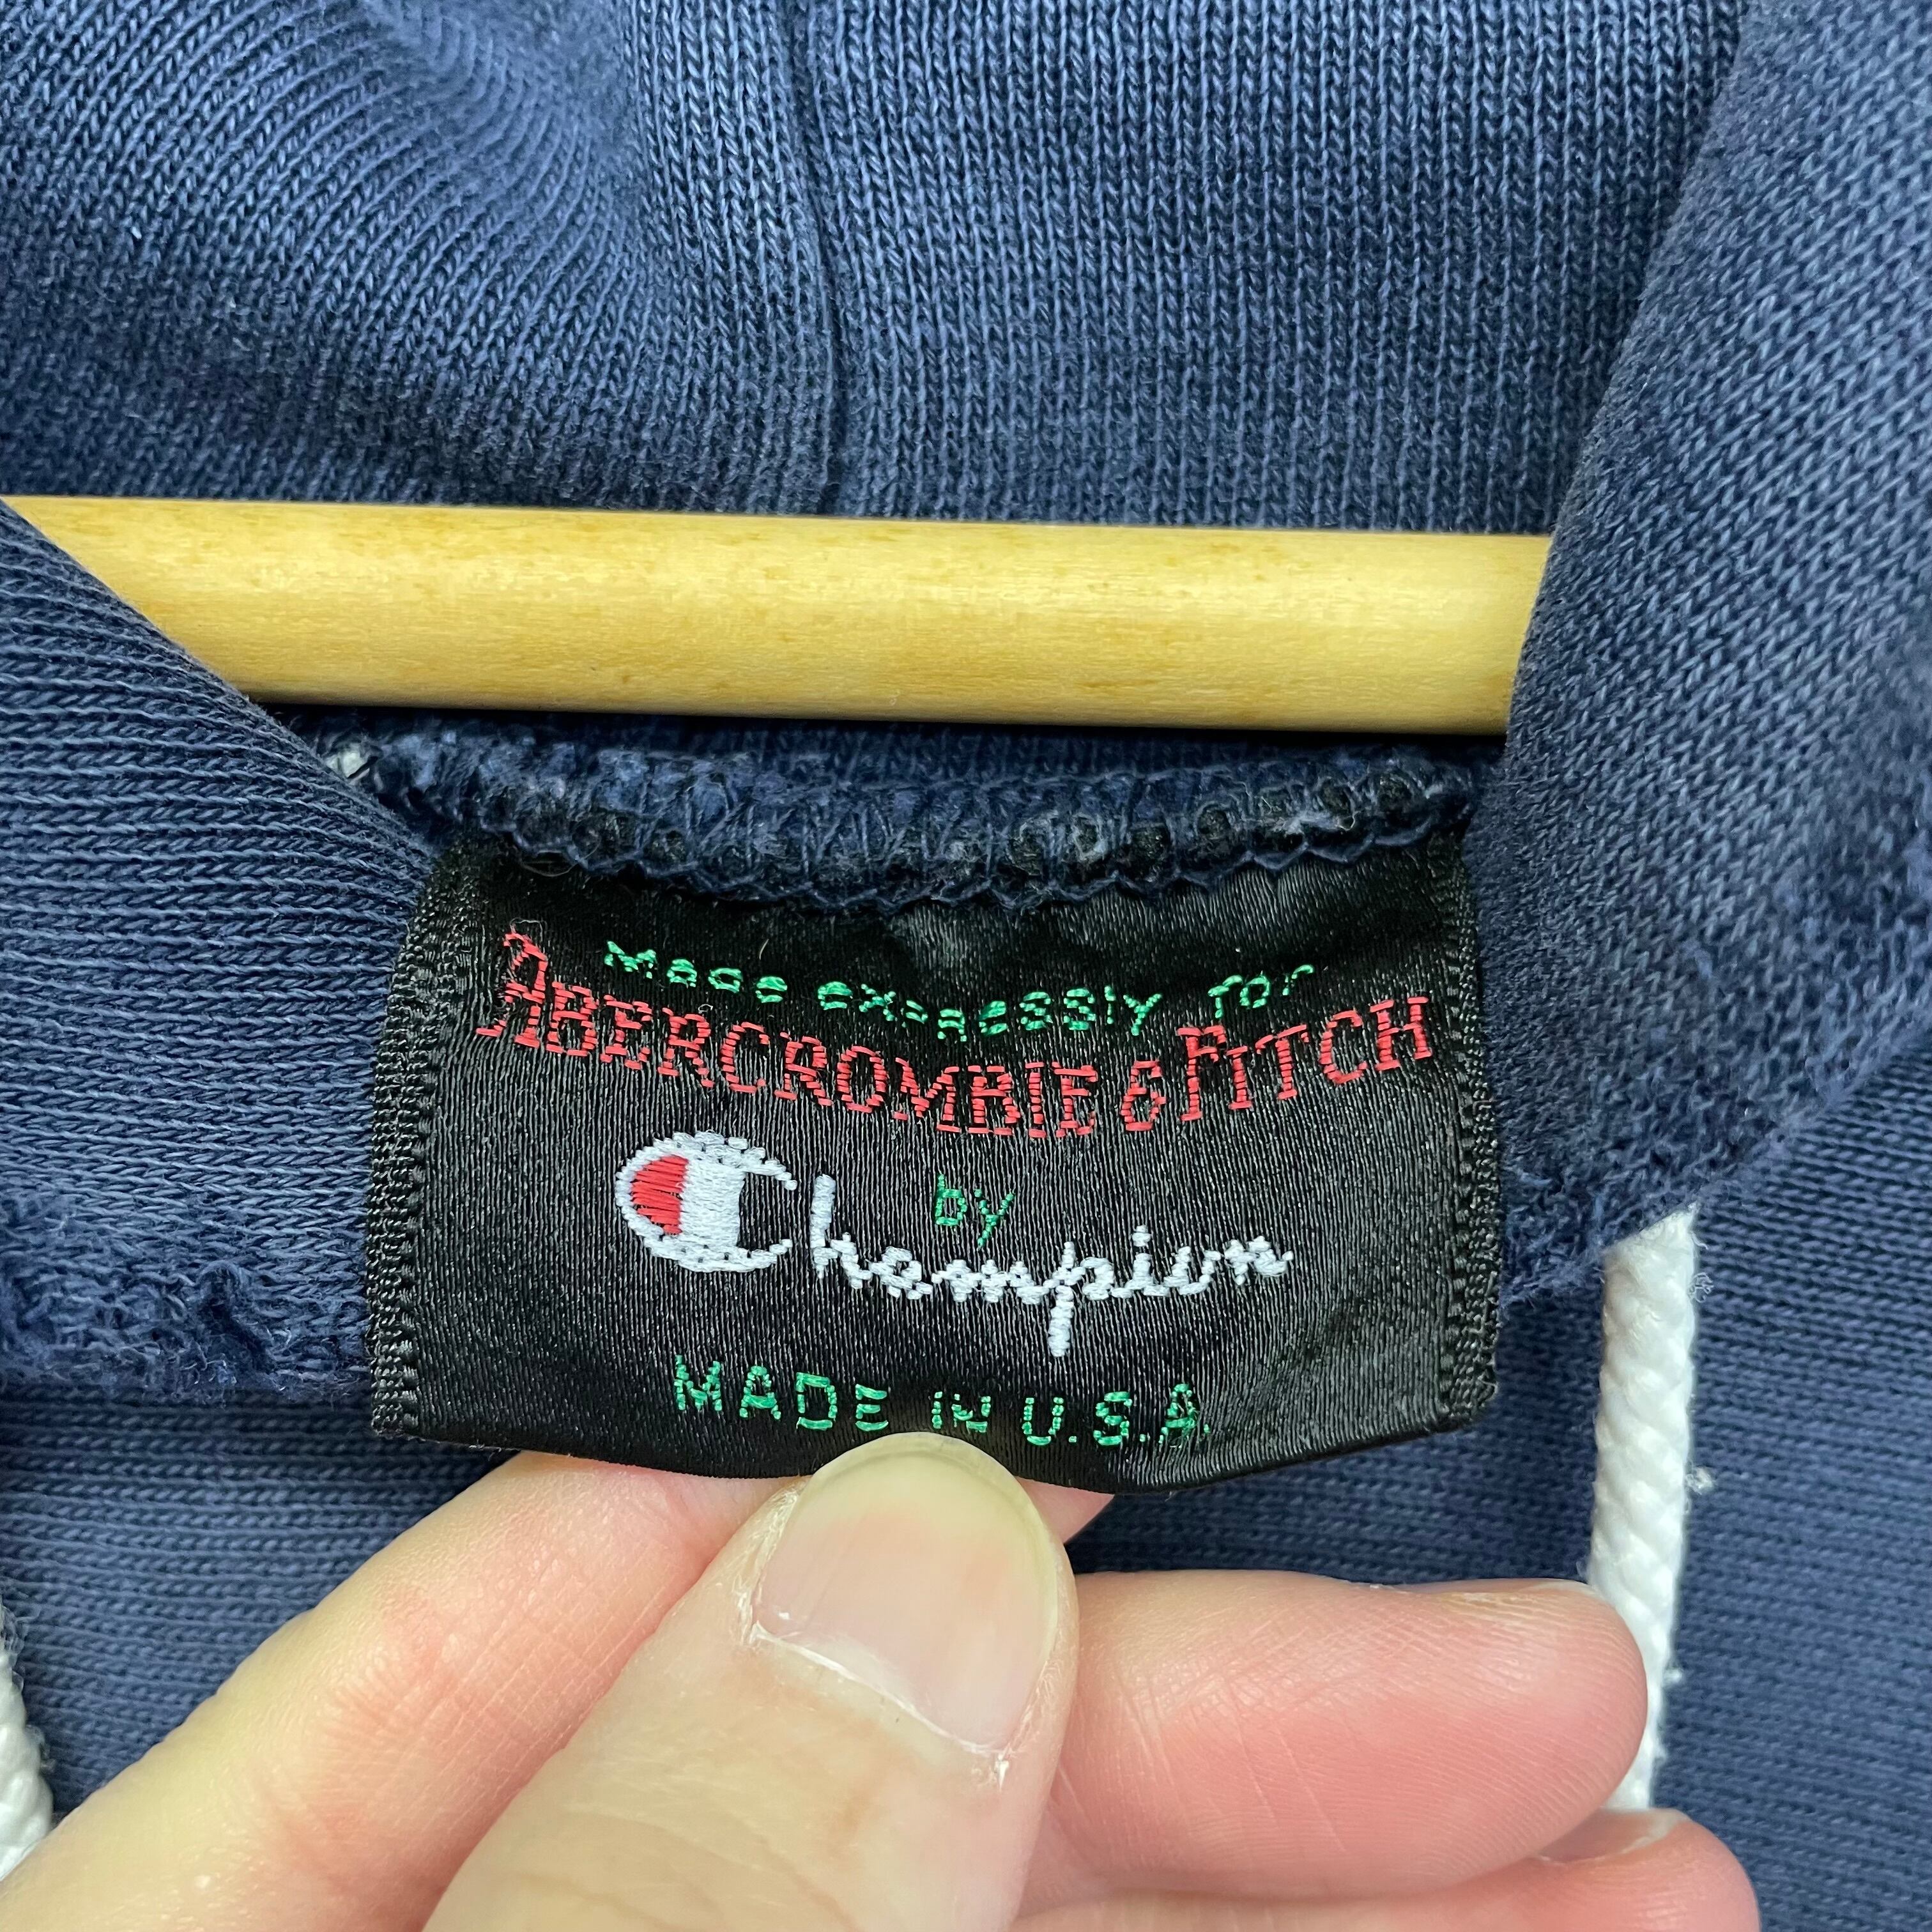 Made expressly for
ABERCROMBIE & FITCH
by
Champion
MADE IN U.S.A.